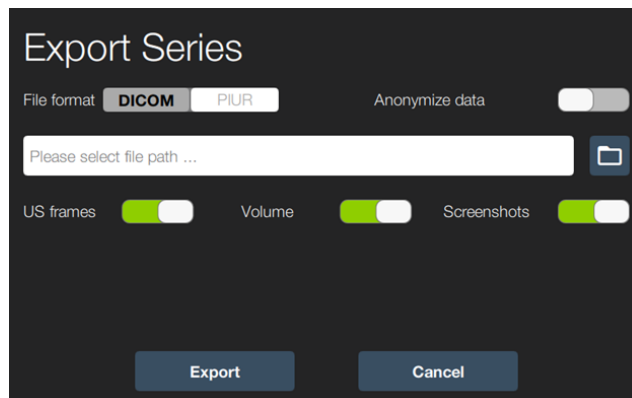 Export Series
File format DICOM PIUR Anonymize data
Please select file path ...
US frames Volume Screenshots
Export Cancel